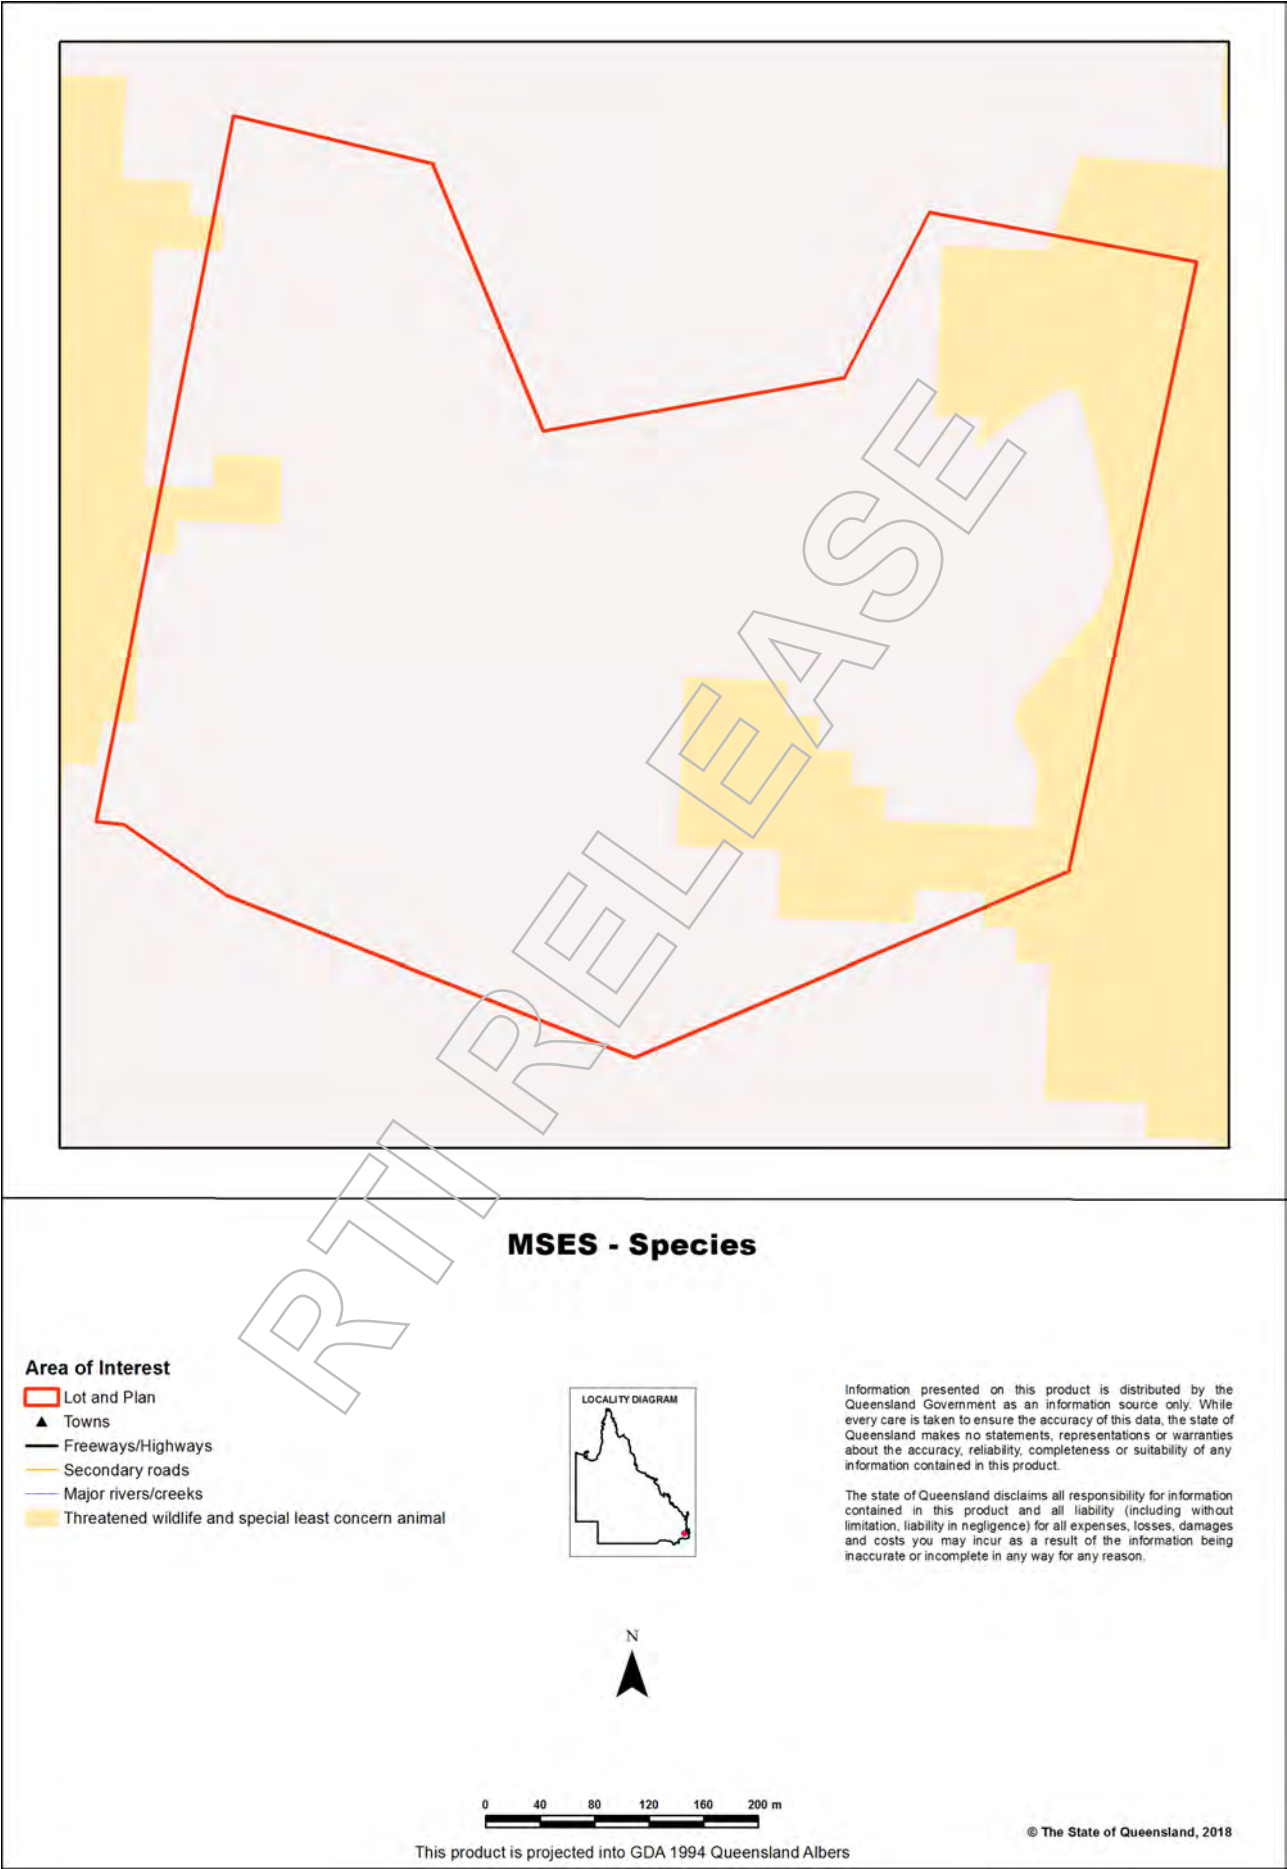 RTI RELEASE
MSES - Species
Area of Interest
Lot and Plan
Towns
Freeways/Highways
Secondary roads
Major rivers/creeks
Threatened wildlife and special least concern animal
LOCALITY DIAGRAM
Information presented on this product is distributed by the
Queensland Government as an information source only. While
every care is taken to ensure the accuracy of this data, the state of
Queensland makes no statements, representations or warranties
about the accuracy, reliability, completeness or suitability of any
information contained in this product.
The state of Queensland disclaims all responsibility for information
contained in this product and all liability (including without
limitation, liability in negligence) for all expenses, losses, damages
and costs you may incur as a result of the information being
inaccurate or incomplete in any way for any reason.
N
0 40 80 120 160 200 m
This product is projected into GDA 1994 Queensland Albers
© The State of Queensland, 2018